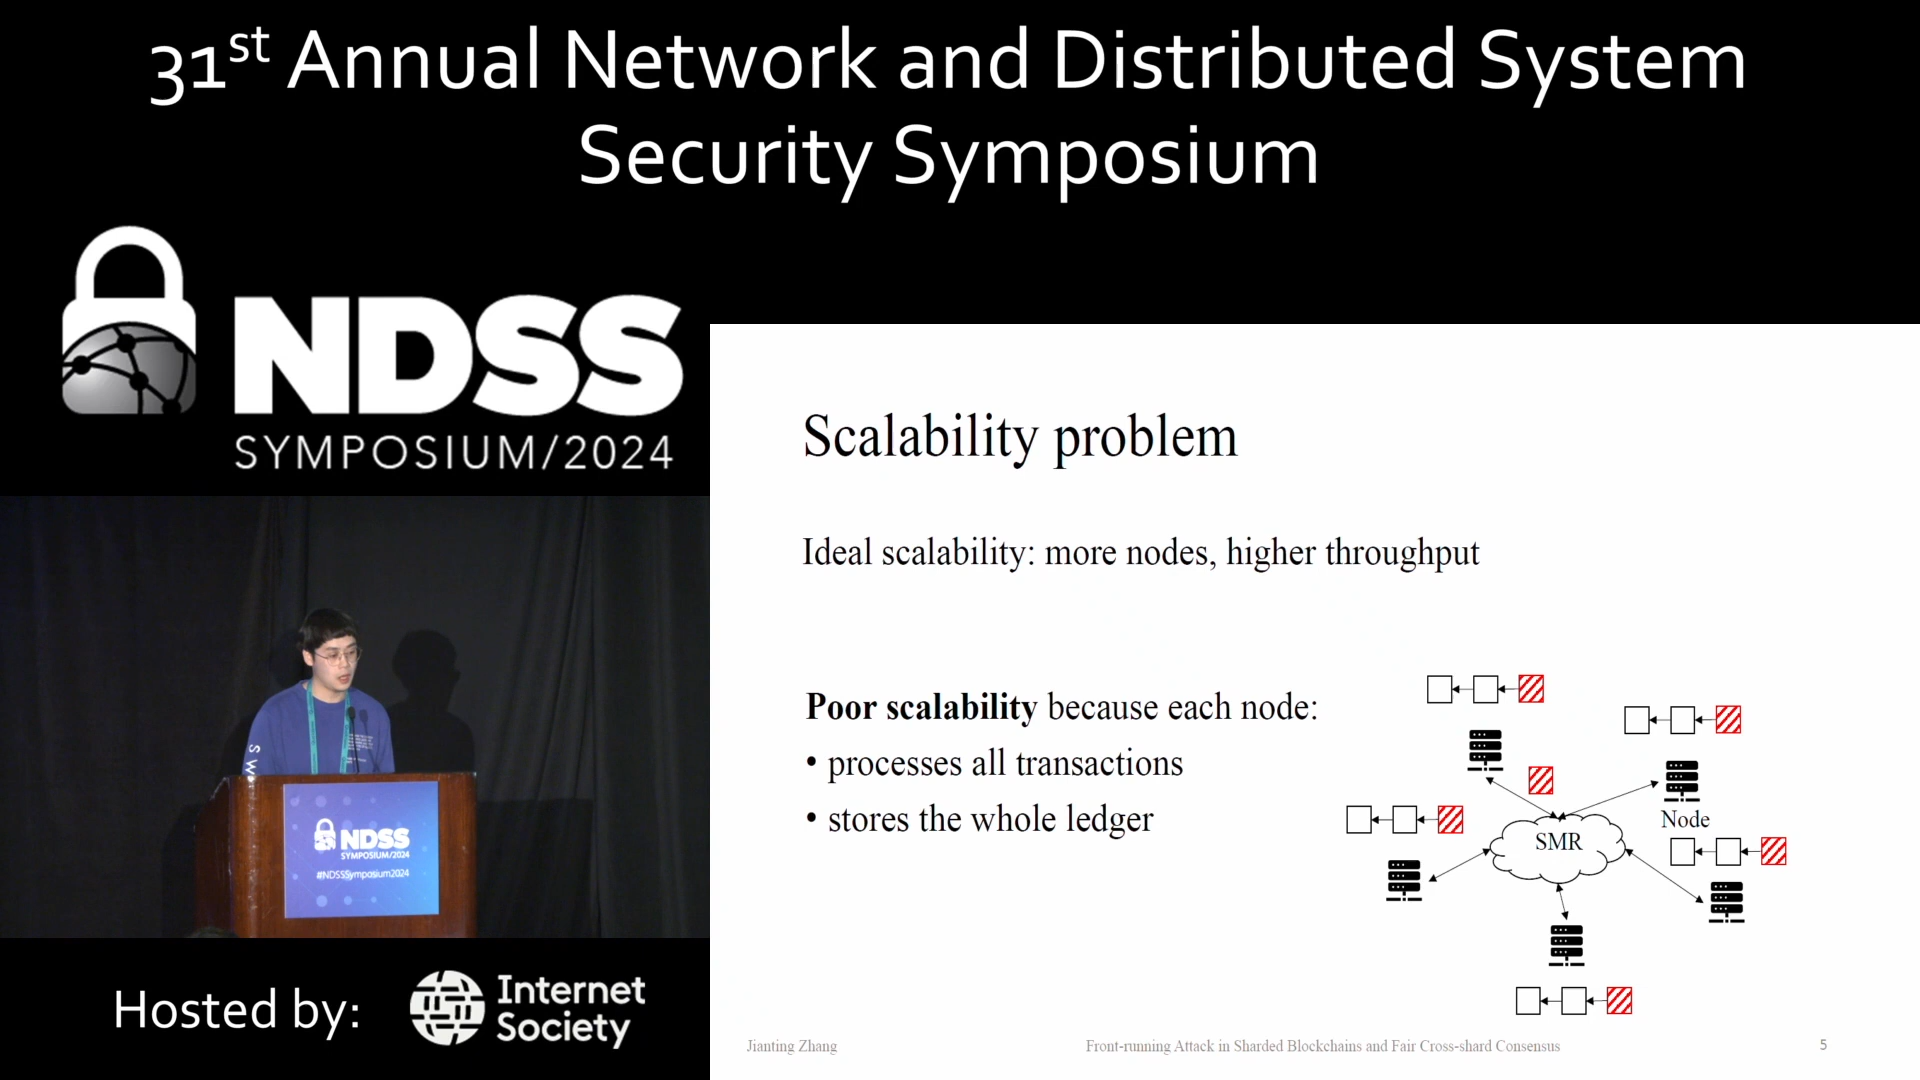 31st Annual Network and Distributed System
Security Symposium
NDSS
SYMPOSIUM/2024
Scalability problem
Ideal scalability: more nodes, higher throughput
Poor scalability because each node:
• processes all transactions
• stores the whole ledger
SMR
Node
S W
NDSS
SYMPOSIUM/2024
#NDSSSymposium2024
Hosted by:
Internet
Society
Jianting Zhang
Front-running Attack in Sharded Blockchains and Fair Cross-shard Consensus
5